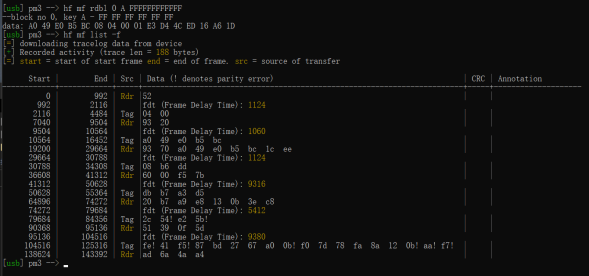 [usb] pm3 --> hf mf rdbl 0 A FFFFFFFFFFFF
--block no 0, key A - FF FF FF FF FF FF
data: A0 49 E0 B5 BC 08 04 00 01 E3 D4 4C ED 16 A6 1D
[usb] pm3 --> hf mf list -f
[=] downloading tracelog data from device
[+] Recorded activity (trace len = 188 bytes)
[=] start = start of start frame end = end of frame. src = source of transfer
Start | End | Src | Data (! denotes parity error) | CRC | Annotation
0 | 992 | Rdr | 52
992 | 2116 | fdt (Frame Delay Time): 1124
2116 | 4484 | Tag | 04 00
7040 | 9504 | Rdr | 93 20
9504 | 10564 | fdt (Frame Delay Time): 1060
10564 | 16452 | Tag | a0 49 e0 b5 bc
19200 | 29664 | Rdr | 93 70 a0 49 e0 b5 bc 1c ee
29664 | 30788 | fdt (Frame Delay Time): 1124
30788 | 34308 | Tag | 08 b6 dd
36608 | 41312 | Rdr | 60 00 f5 7b
41312 | 50628 | fdt (Frame Delay Time): 9316
50628 | 55364 | Tag | db b7 a3 d5
64896 | 74272 | Rdr | 20 b7 a9 e8 13 0b 3e c8
74272 | 79684 | fdt (Frame Delay Time): 5412
79684 | 84356 | Tag | 2c 54! e2 5b!
90368 | 95136 | Rdr | 51 39 0f 5d
95136 | 104516 | fdt (Frame Delay Time): 9380
104516 | 125316 | Tag | fe! 41 f5! 87 bd 27 67 a0 0b! f0 7d 78 fa 8a 12 0b! aa! f7!
138624 | 143392 | Rdr | ad 6a 4a a4
[usb] pm3 -->